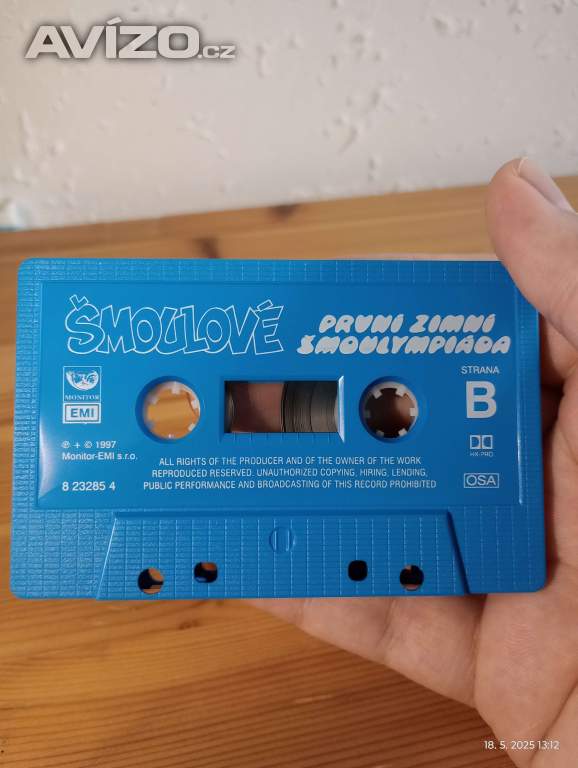 AVÍZO.cz
ŠMOULOVÉ
PRVNÍ ZIMNÍ
ŠMOULYMPIÁDA
STRANA
B
MONITOR
EMI
℗ + © 1997
Monitor-EMI s.r.o.
8 23285 4
ALL RIGHTS OF THE PRODUCER AND OF THE OWNER OF THE WORK
REPRODUCED RESERVED. UNAUTHORIZED COPYING, HIRING, LENDING,
PUBLIC PERFORMANCE AND BROADCASTING OF THIS RECORD PROHIBITED
HX-PRO
OSA
18. 5. 2025 13:12